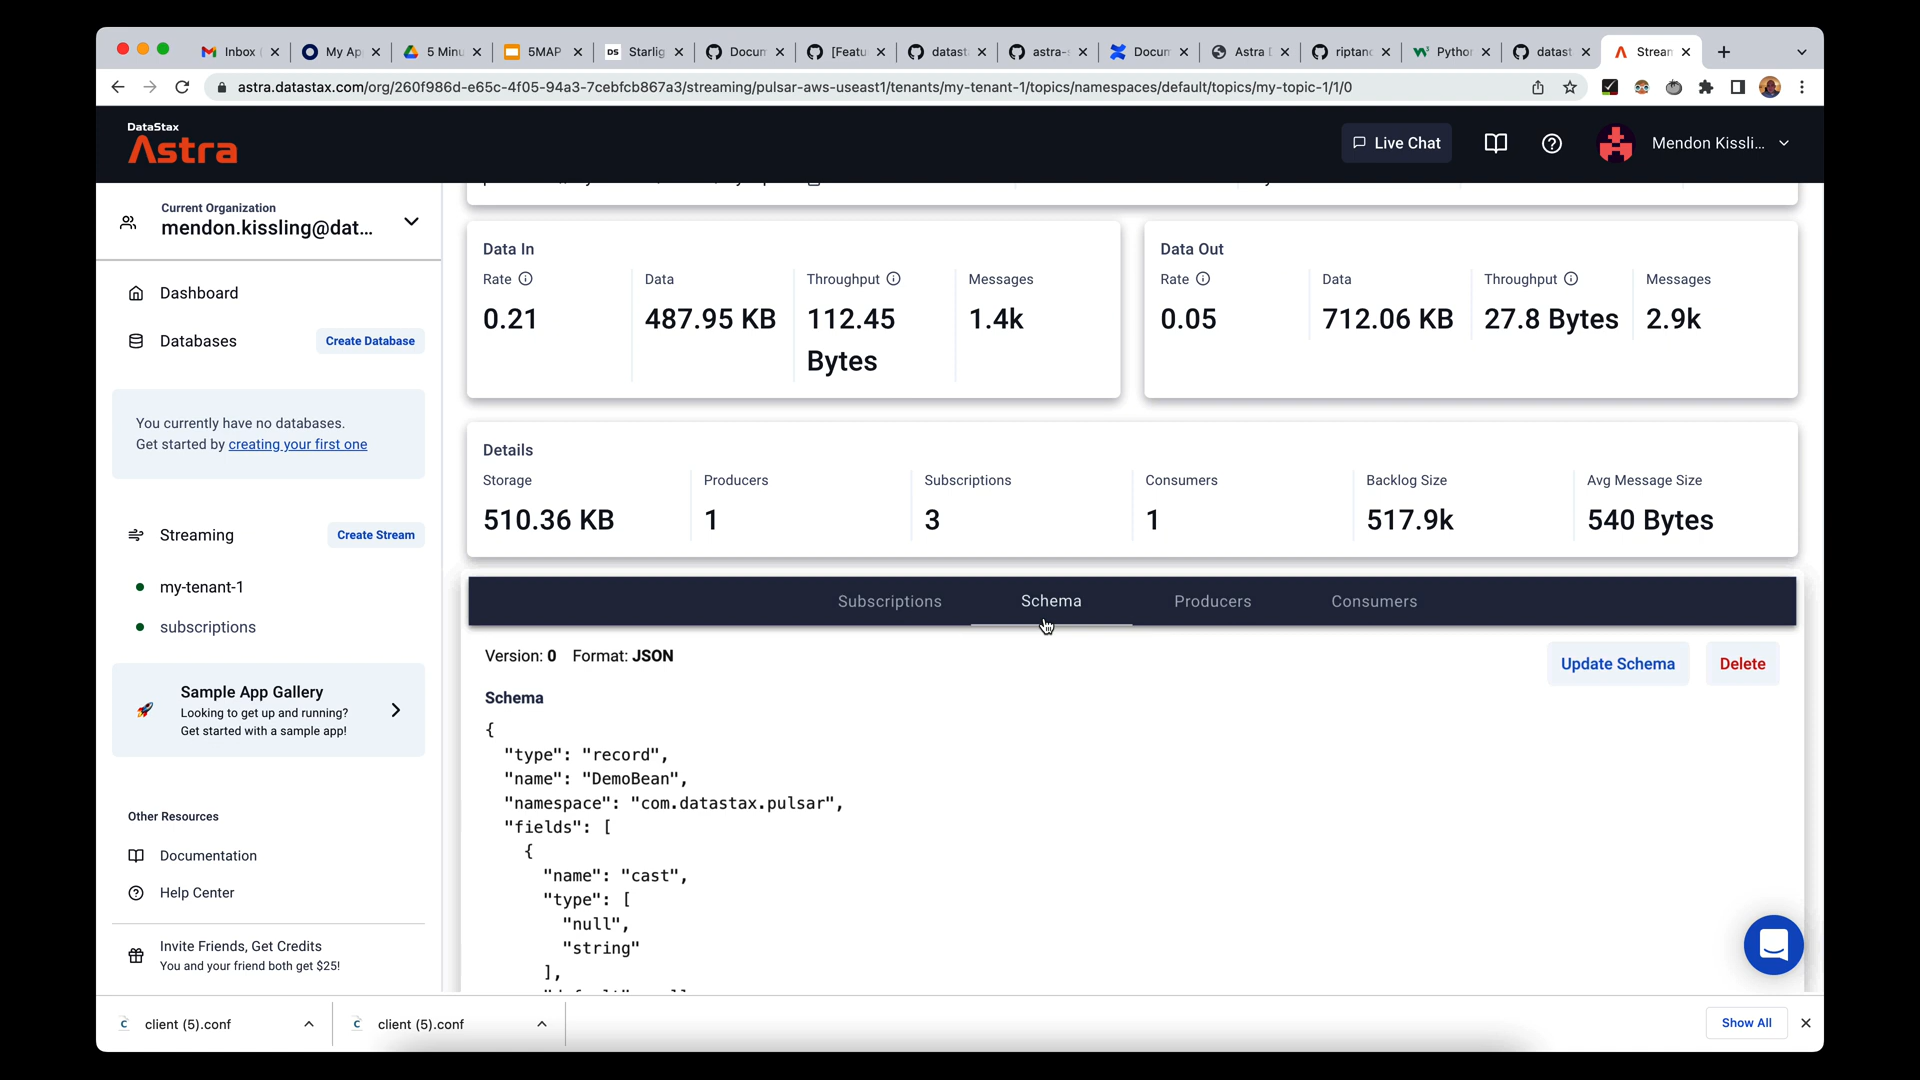 Inbox
My Ap
5 Minu
5MAP
DS Starlig
Docum
[Featu
datast
astra-
Docum
Astra
riptanc
Python
datast
Strean
astra.datastax.com/org/260f986d-e65c-4f05-94a3-7cebfcb867a3/streaming/pulsar-aws-useast1/tenants/my-tenant-1/topics/namespaces/default/topics/my-topic-1/1/0
DataStax
Astra
Live Chat
Mendon Kissli...
Current Organization
mendon.kissling@dat...
Dashboard
Databases
Create Database
You currently have no databases.
Get started by creating your first one
Streaming
Create Stream
my-tenant-1
subscriptions
Sample App Gallery
Looking to get up and running?
Get started with a sample app!
Other Resources
Documentation
Help Center
Invite Friends, Get Credits
You and your friend both get $25!
Data In
Rate
Data
Throughput
Messages
0.21
487.95 KB
112.45
Bytes
1.4k
Data Out
Rate
Data
Throughput
Messages
0.05
712.06 KB
27.8 Bytes
2.9k
Details
Storage
Producers
Subscriptions
Consumers
Backlog Size
Avg Message Size
510.36 KB
1
3
1
517.9k
540 Bytes
Subscriptions
Schema
Producers
Consumers
Version: 0 Format: JSON
Update Schema
Delete
Schema
{
"type": "record",
"name": "DemoBean",
"namespace": "com.datastax.pulsar",
"fields": [
{
"name": "cast",
"type": [
"null",
"string"
],
client (5).conf
client (5).conf
Show All